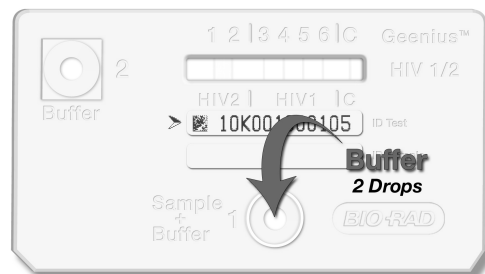 1 2 3 4 5 6 C Geenius™
2 HIV 1/2
Buffer
HIV2 HIV1 C
ID Test
Buffer
2 Drops
Sample
+
Buffer
1
BIO-RAD